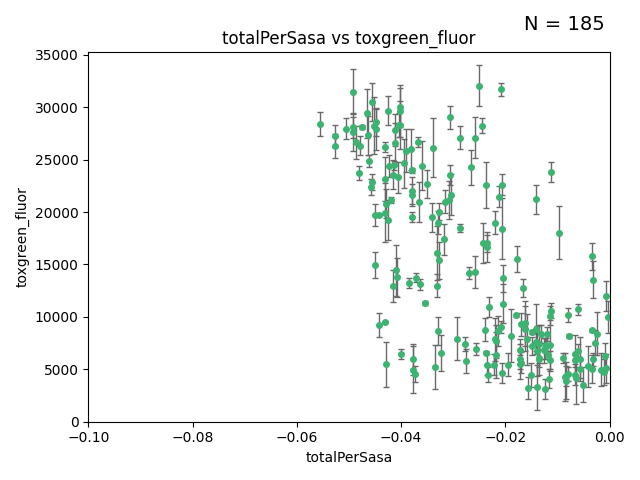 N = 185
totalPerSasa vs toxgreen_fluor
35000
30000
25000
20000
15000
10000
5000
0
toxgreen_fluor
−0.10 −0.08 −0.06 −0.04 −0.02 0.00
totalPerSasa